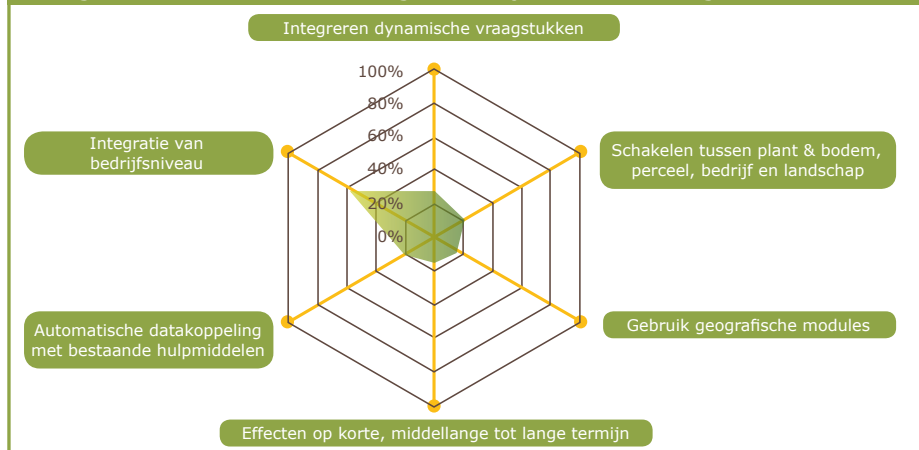 Integreren dynamische vraagstukken
100%
80%
60%
40%
20%
0%
Integratie van
bedrijfsniveau
Schakelen tussen plant & bodem,
perceel, bedrijf en landschap
Automatische datakoppeling
met bestaande hulpmiddelen
Gebruik geografische modules
Effecten op korte, middellange tot lange termijn